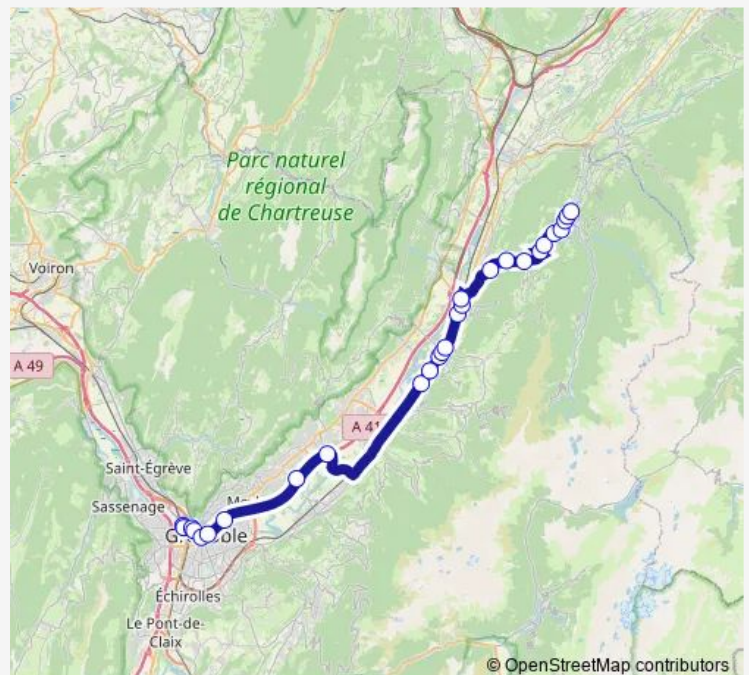 Parc naturel
régional
de Chartreuse
Voiron
A 49
A 41
Saint-Égrève
Sassenage
Échirolles
Le Pont-de-
Claix
© OpenStreetMap contributors